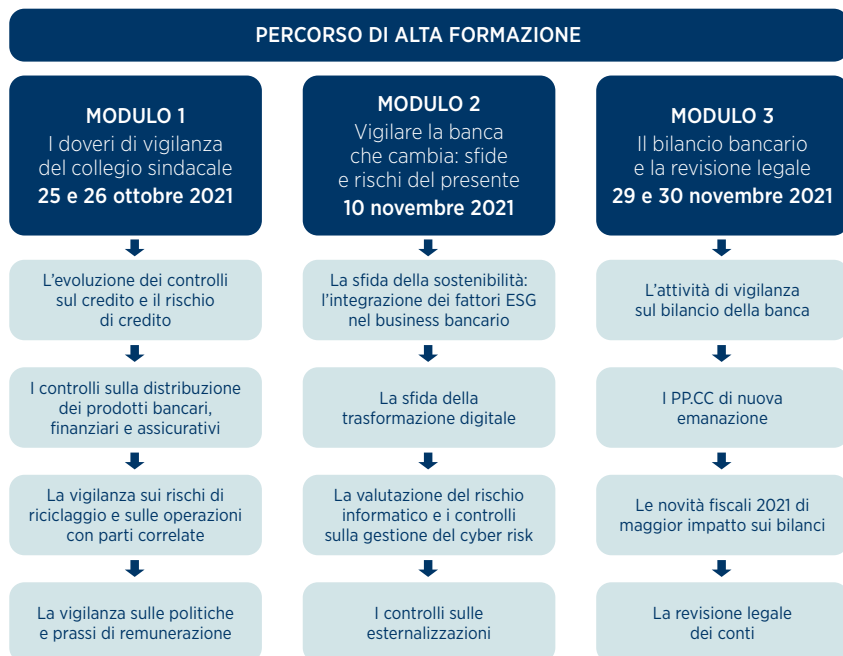 PERCORSO DI ALTA FORMAZIONE
MODULO 1
I doveri di vigilanza
del collegio sindacale
25 e 26 ottobre 2021
L'evoluzione dei controlli
sul credito e il rischio
di credito
I controlli sulla distribuzione
dei prodotti bancari,
finanziari e assicurativi
La vigilanza sui rischi di
riciclaggio e sulle operazioni
con parti correlate
La vigilanza sulle politiche
e prassi di remunerazione
MODULO 2
Vigilare la banca
che cambia: sfide
e rischi del presente
10 novembre 2021
La sfida della sostenibilità:
l'integrazione dei fattori ESG
nel business bancario
La sfida della
trasformazione digitale
La valutazione del rischio
informatico e i controlli
sulla gestione del cyber risk
I controlli sulle
esternalizzazioni
MODULO 3
Il bilancio bancario
e la revisione legale
29 e 30 novembre 2021
L'attività di vigilanza
sul bilancio della banca
I PP.CC di nuova
emanazione
Le novità fiscali 2021 di
maggior impatto sui bilanci
La revisione legale
dei conti